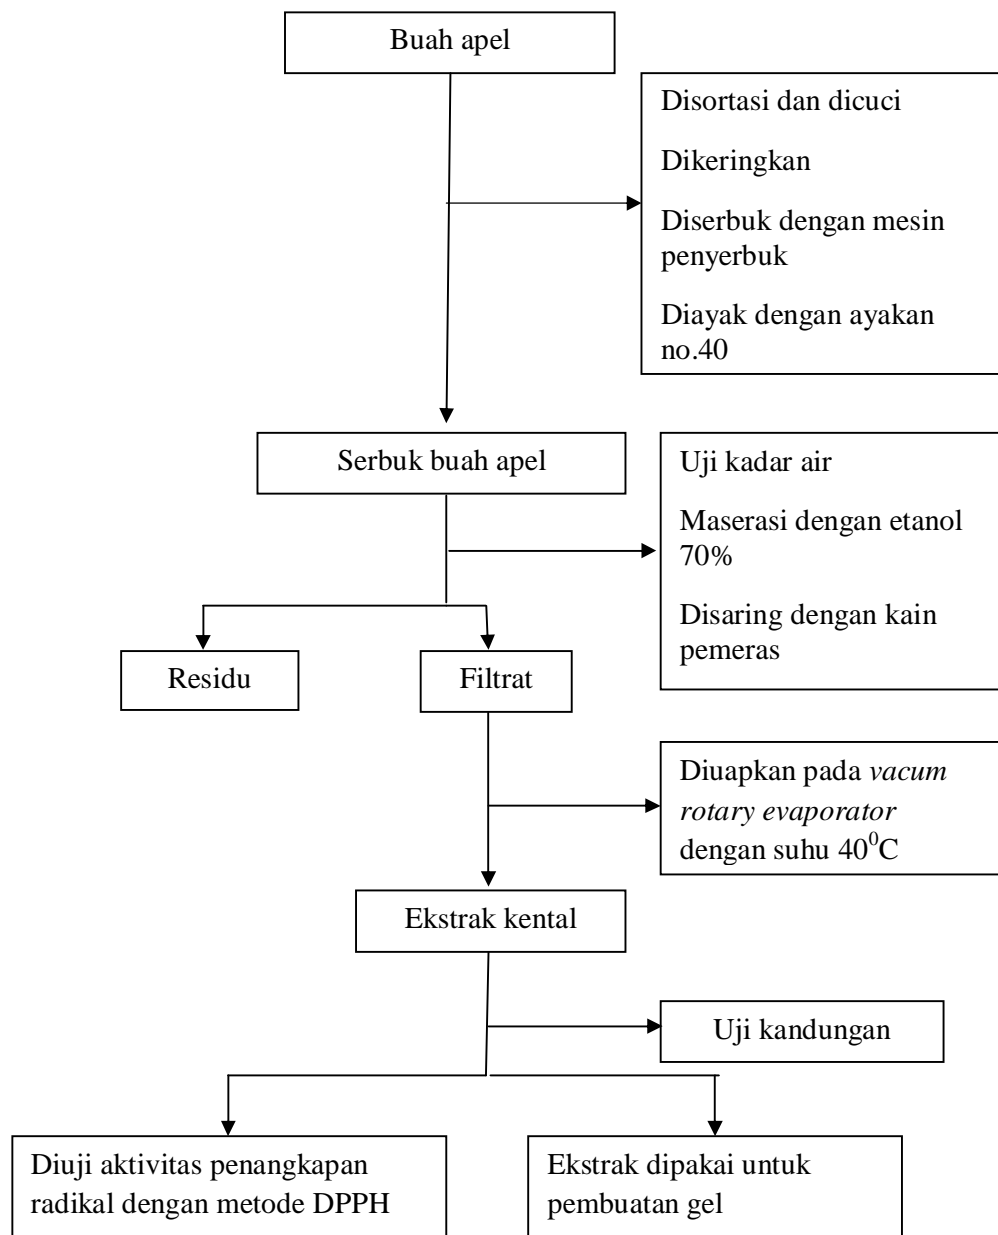 Buah apel
Disortasi dan dicuci
Dikeringkan
Diserbuk dengan mesin
penyerbuk
Diayak dengan ayakan
no.40
Serbuk buah apel
Uji kadar air
Maserasi dengan etanol
70%
Disaring dengan kain
pemeras
Residu
Filtrat
Diuapkan pada vacum
rotary evaporator
dengan suhu 40⁰C
Ekstrak kental
Uji kandungan
Diuji aktivitas penangkapan
radikal dengan metode DPPH
Ekstrak dipakai untuk
pembuatan gel